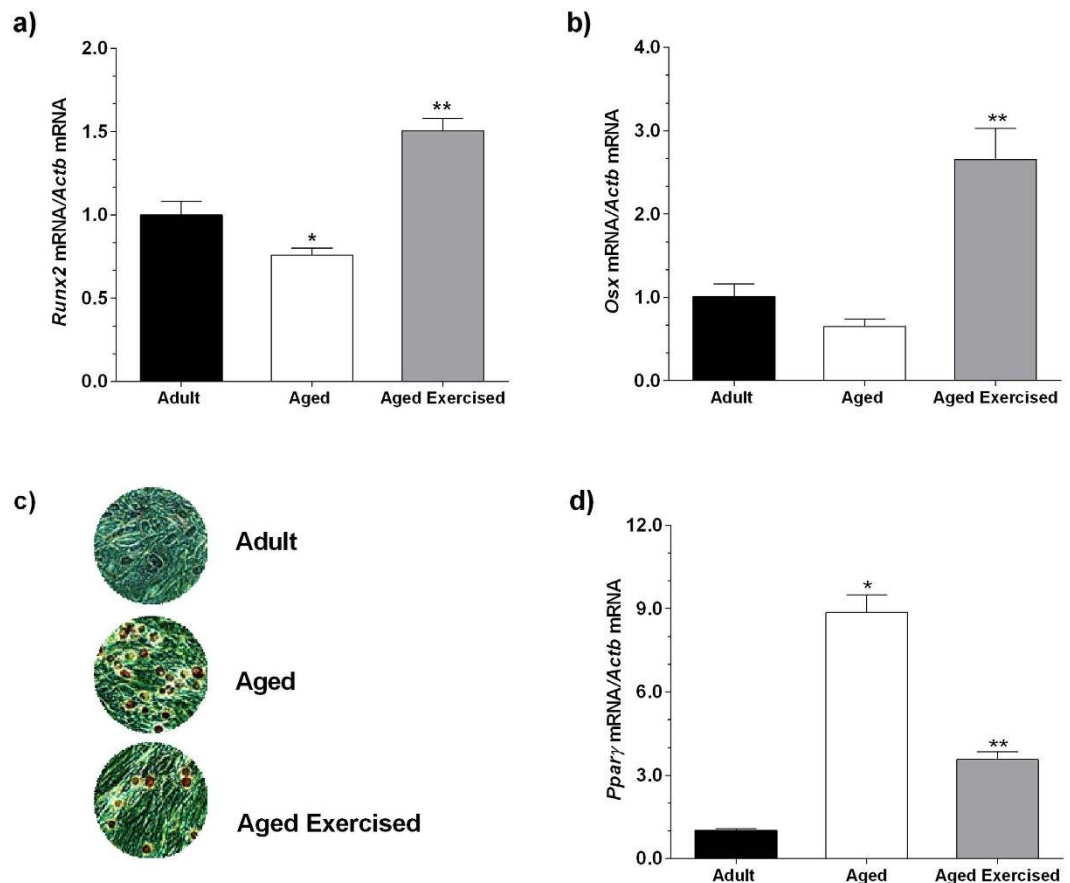 a)
2.0
1.5
1.0
0.5
0.0
Runx2 mRNA/Actb mRNA
*
**
Adult
Aged
Aged Exercised
b)
4.0
3.0
2.0
1.0
0.0
Osx mRNA/Actb mRNA
**
Adult
Aged
Aged Exercised
c)
Adult
Aged
Aged Exercised
d)
12.0
9.0
6.0
3.0
0.0
Pparγ mRNA/Actb mRNA
*
**
Adult
Aged
Aged Exercised